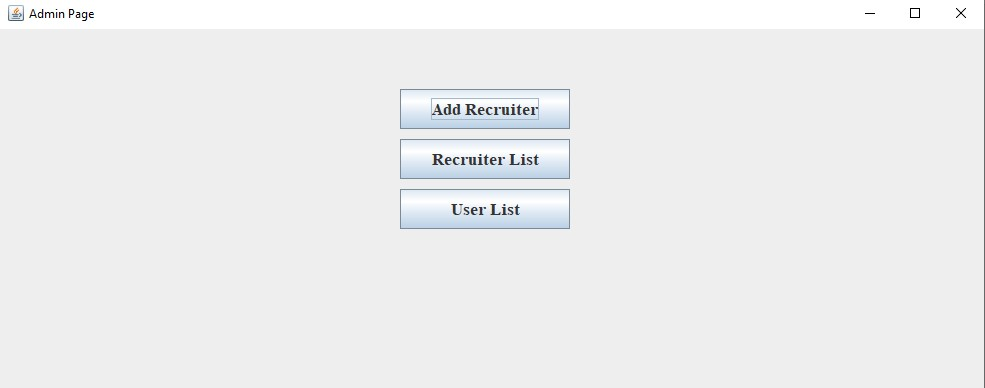 Admin Page
Add Recruiter
Recruiter List
User List